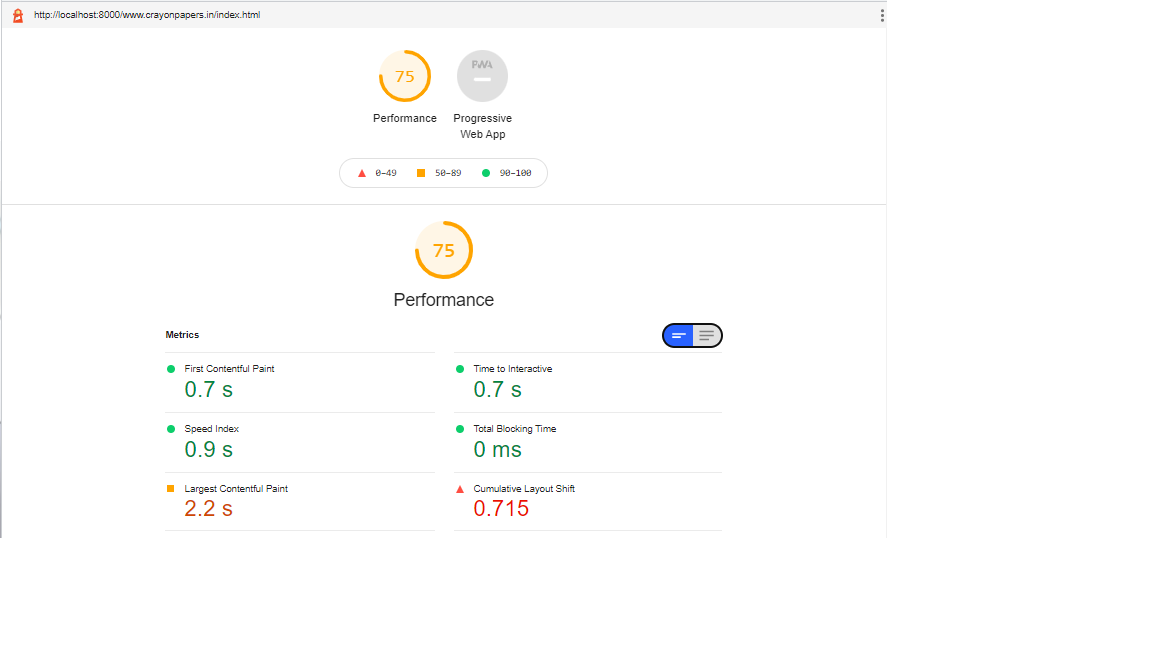 http://localhost:8000/www.crayonpapers.in/index.html
75
PWA
Performance
Progressive
Web App
0–49 50–89 90–100
75
Performance
Metrics
First Contentful Paint
0.7 s
Time to Interactive
0.7 s
Speed Index
0.9 s
Total Blocking Time
0 ms
Largest Contentful Paint
2.2 s
Cumulative Layout Shift
0.715